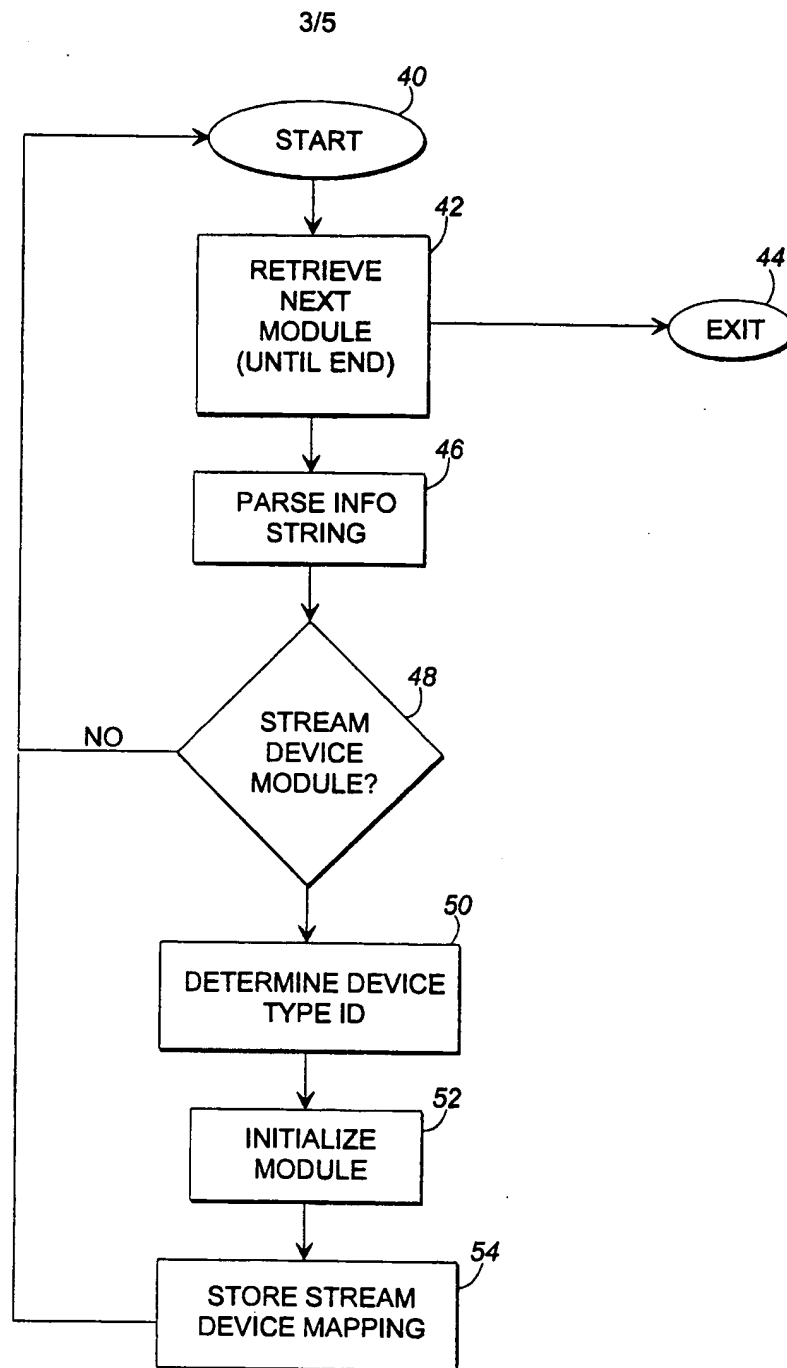 3/5
40
START
42
RETRIEVE
NEXT
MODULE
(UNTIL END)
44
EXIT
46
PARSE INFO
STRING
48
STREAM
DEVICE
MODULE?
NO
50
DETERMINE DEVICE
TYPE ID
52
INITIALIZE
MODULE
54
STORE STREAM
DEVICE MAPPING